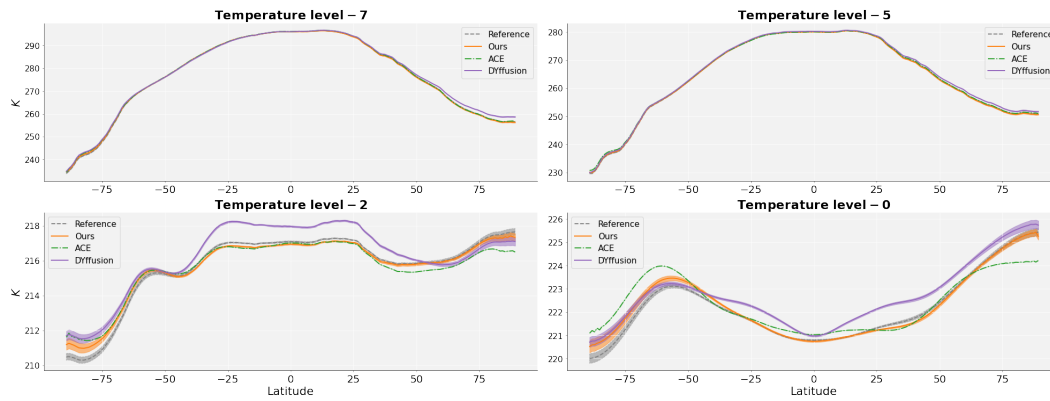 Temperature level − 7
K
290
280
270
260
250
240
−75 −50 −25 0 25 50 75
Reference
Ours
ACE
DYffusion
Temperature level − 5
280
270
260
250
240
230
−75 −50 −25 0 25 50 75
Reference
Ours
ACE
DYffusion
Temperature level − 2
K
218
216
214
212
210
−75 −50 −25 0 25 50 75
Latitude
Reference
Ours
ACE
DYffusion
Temperature level − 0
226
225
224
223
222
221
220
−75 −50 −25 0 25 50 75
Latitude
Reference
Ours
ACE
DYffusion